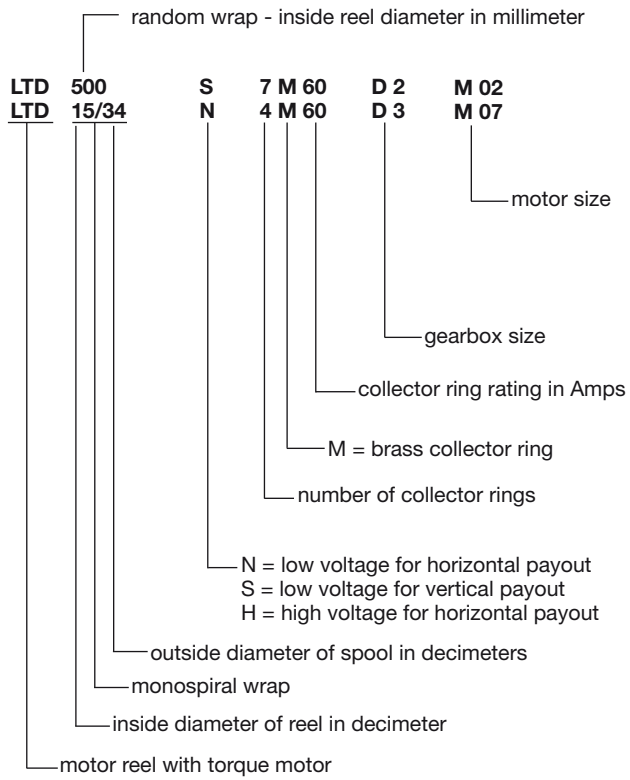 random wrap - inside reel diameter in millimeter
LTD 500 S 7 M 60 D 2 M 02
LTD 15/34 N 4 M 60 D 3 M 07
motor size
gearbox size
collector ring rating in Amps
M = brass collector ring
number of collector rings
N = low voltage for horizontal payout
S = low voltage for vertical payout
H = high voltage for horizontal payout
outside diameter of spool in decimeters
monospiral wrap
inside diameter of reel in decimeter
motor reel with torque motor